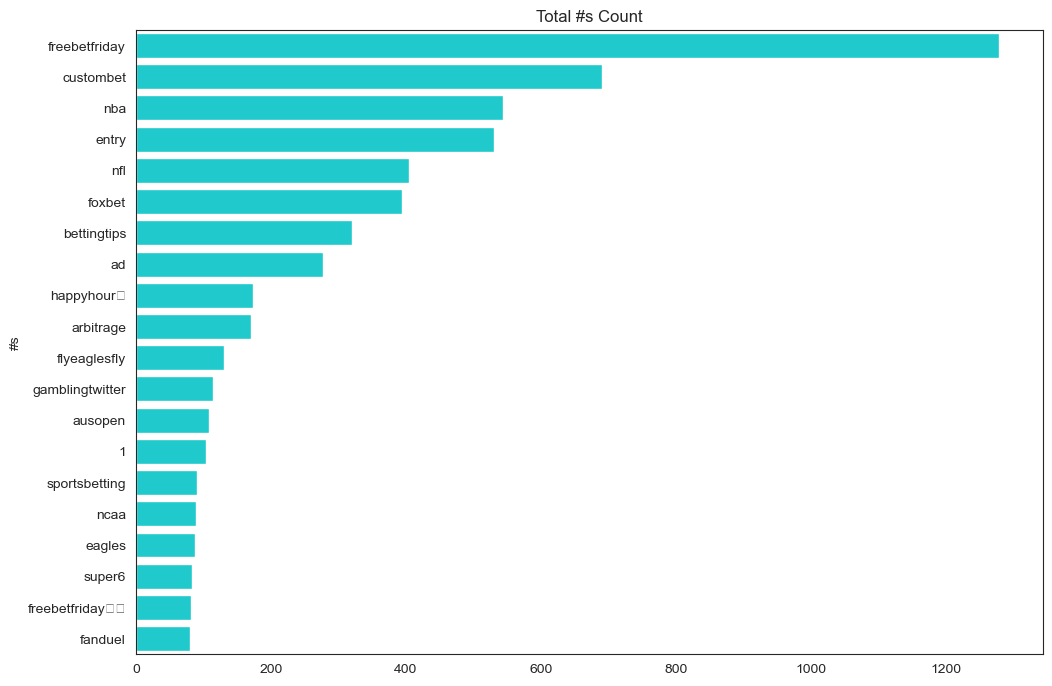 Total #s Count
freebetfriday
custombet
nba
entry
nfl
foxbet
bettingtips
ad
happyhour▯
arbitrage
flyeaglesfly
gamblingtwitter
ausopen
1
sportsbetting
ncaa
eagles
super6
freebetfriday▯▯
fanduel
#s
0 200 400 600 800 1000 1200